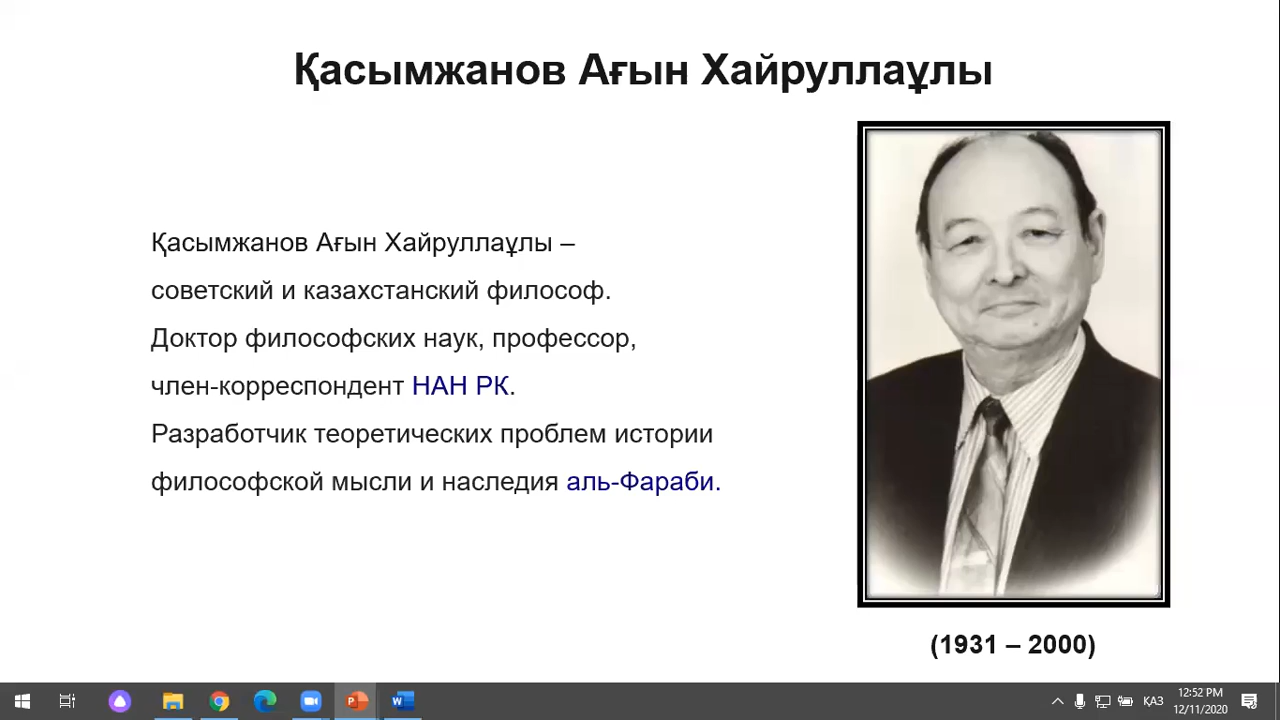 Қасымжанов Ағын Хайруллаұлы
Қасымжанов Ағын Хайруллаұлы –
советский и казахстанский философ.
Доктор философских наук, профессор,
член-корреспондент НАН РК.
Разработчик теоретических проблем истории
философской мысли и наследия аль-Фараби.
(1931 – 2000)
ҚАЗ
12:52 PM
12/11/2020